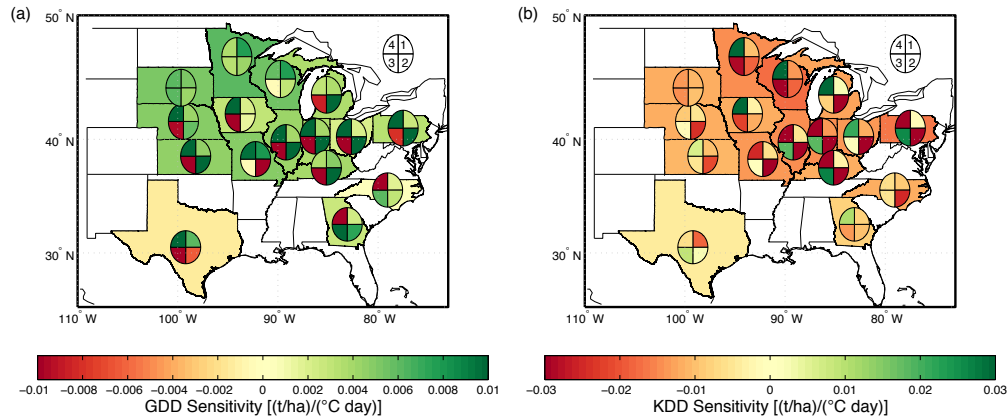 (a)
(b)
50° N
40° N
30° N
110° W
100° W
90° W
80° W
4 1
3 2
50° N
40° N
30° N
110° W
100° W
90° W
80° W
4 1
3 2
−0.01 −0.008 −0.006 −0.004 −0.002 0 0.002 0.004 0.006 0.008 0.01
GDD Sensitivity [(t/ha)/(°C day)]
−0.03 −0.02 −0.01 0 0.01 0.02 0.03
KDD Sensitivity [(t/ha)/(°C day)]